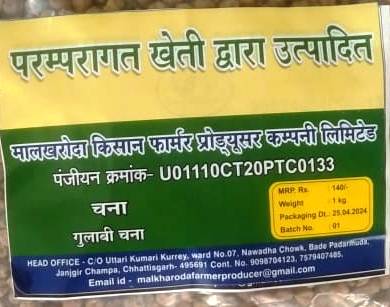 परम्परागत खेती द्वारा उत्पादित
मालखरोदा किसान फार्मर प्रोड्यूसर कम्पनी लिमिटेड
पंजीयन क्रमांक- U01110CT20PTC0133
चना
गुलाबी चना
MRP. Rs. : 140/-
Weight : 1 kg
Packaging Dt.: 25.04.2024
Batch No. : 01
HEAD OFFICE - C/O Uttari Kumari Kurrey, ward No.07, Nawadha Chowk, Bade Padarmuda,
Janjgir Champa, Chhattisgarh- 495691 Cont. No. 9098704123, 7579407485.
Email id - malkharodafarmerproducer@gmail.com